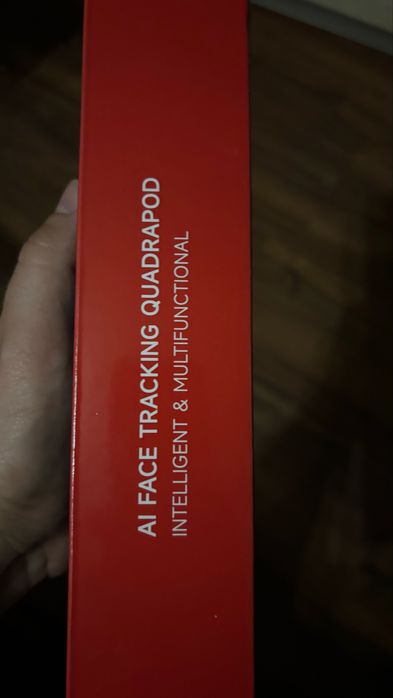 AI FACE TRACKING QUADRAPOD
INTELLIGENT & MULTIFUNCTIONAL